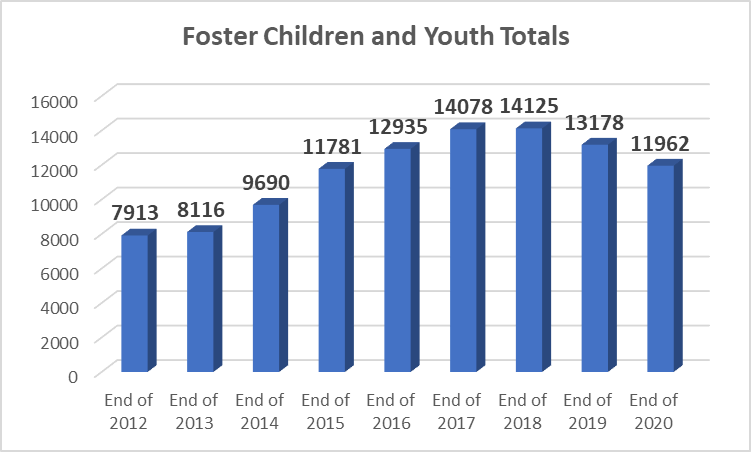 Foster Children and Youth Totals
16000
14000
12000
10000
8000
6000
4000
2000
0
7913
8116
9690
11781
12935
14078
14125
13178
11962
End of
2012
End of
2013
End of
2014
End of
2015
End of
2016
End of
2017
End of
2018
End of
2019
End of
2020